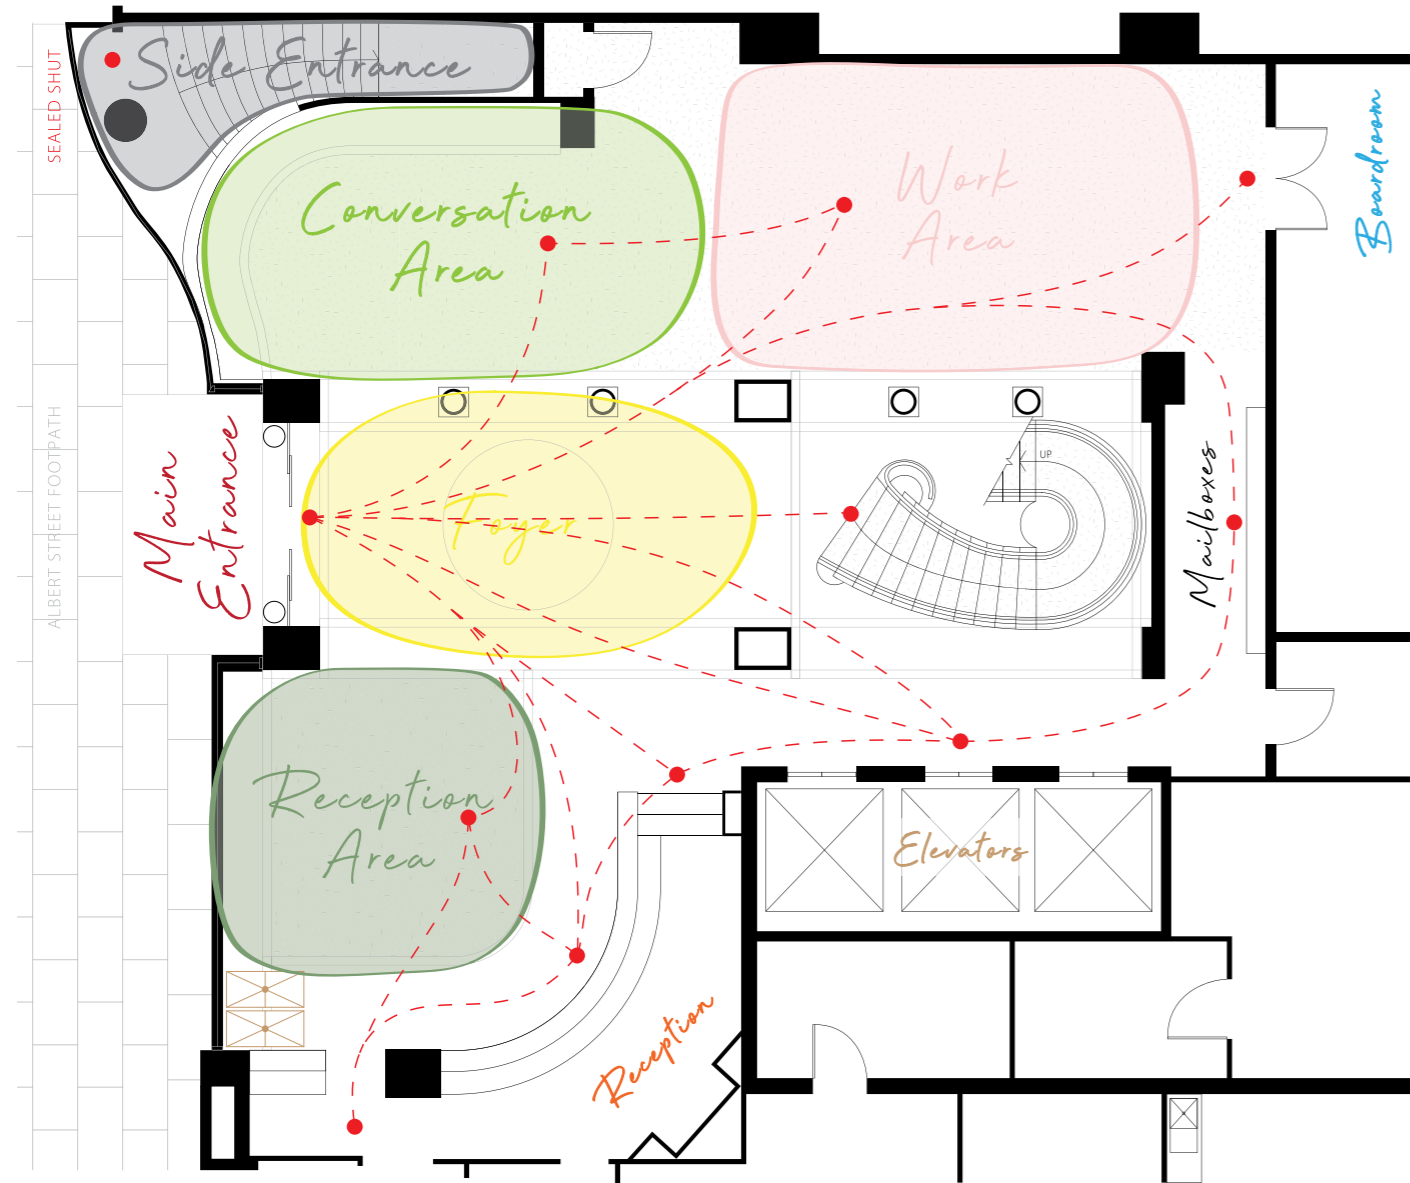 SEALED SHUT
Side Entrance
Boardroom
Conversation
Area
Work
Area
Main
Entrance
ALBERT STREET FOOTPATH
Foyer
UP
Mailboxes
Reception
Area
Elevators
Reception